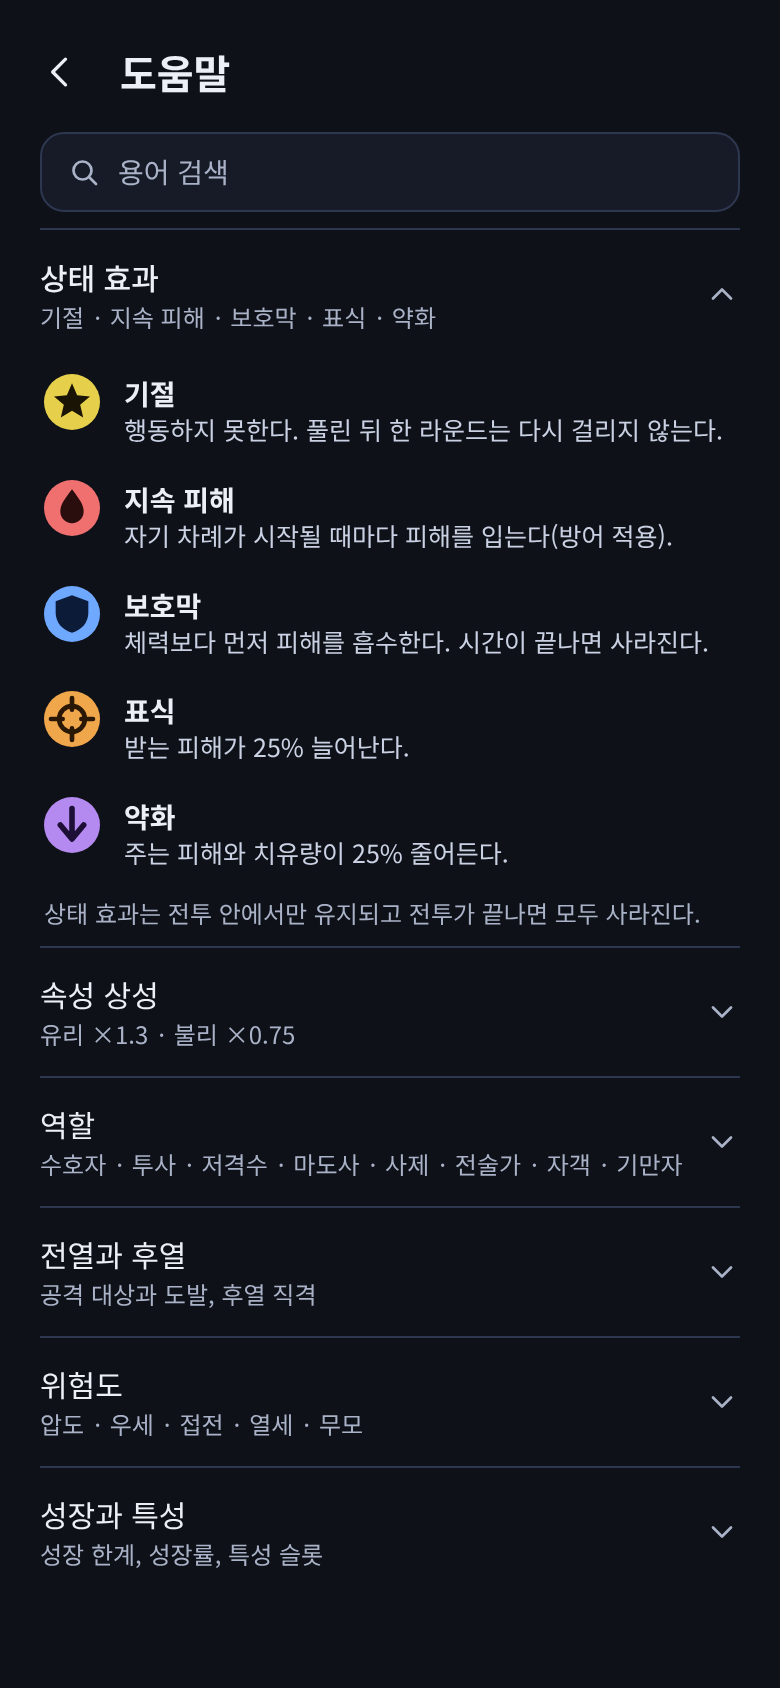 도움말
용어 검색
상태 효과
기절 · 지속 피해 · 보호막 · 표식 · 약화
기절
행동하지 못한다. 풀린 뒤 한 라운드는 다시 걸리지 않는다.
지속 피해
자기 차례가 시작될 때마다 피해를 입는다(방어 적용).
보호막
체력보다 먼저 피해를 흡수한다. 시간이 끝나면 사라진다.
표식
받는 피해가 25% 늘어난다.
약화
주는 피해와 치유량이 25% 줄어든다.
상태 효과는 전투 안에서만 유지되고 전투가 끝나면 모두 사라진다.
속성 상성
유리 ×1.3 · 불리 ×0.75
역할
수호자 · 투사 · 저격수 · 마도사 · 사제 · 전술가 · 자객 · 기만자
전열과 후열
공격 대상과 도발, 후열 직격
위험도
압도 · 우세 · 접전 · 열세 · 무모
성장과 특성
성장 한계, 성장률, 특성 슬롯